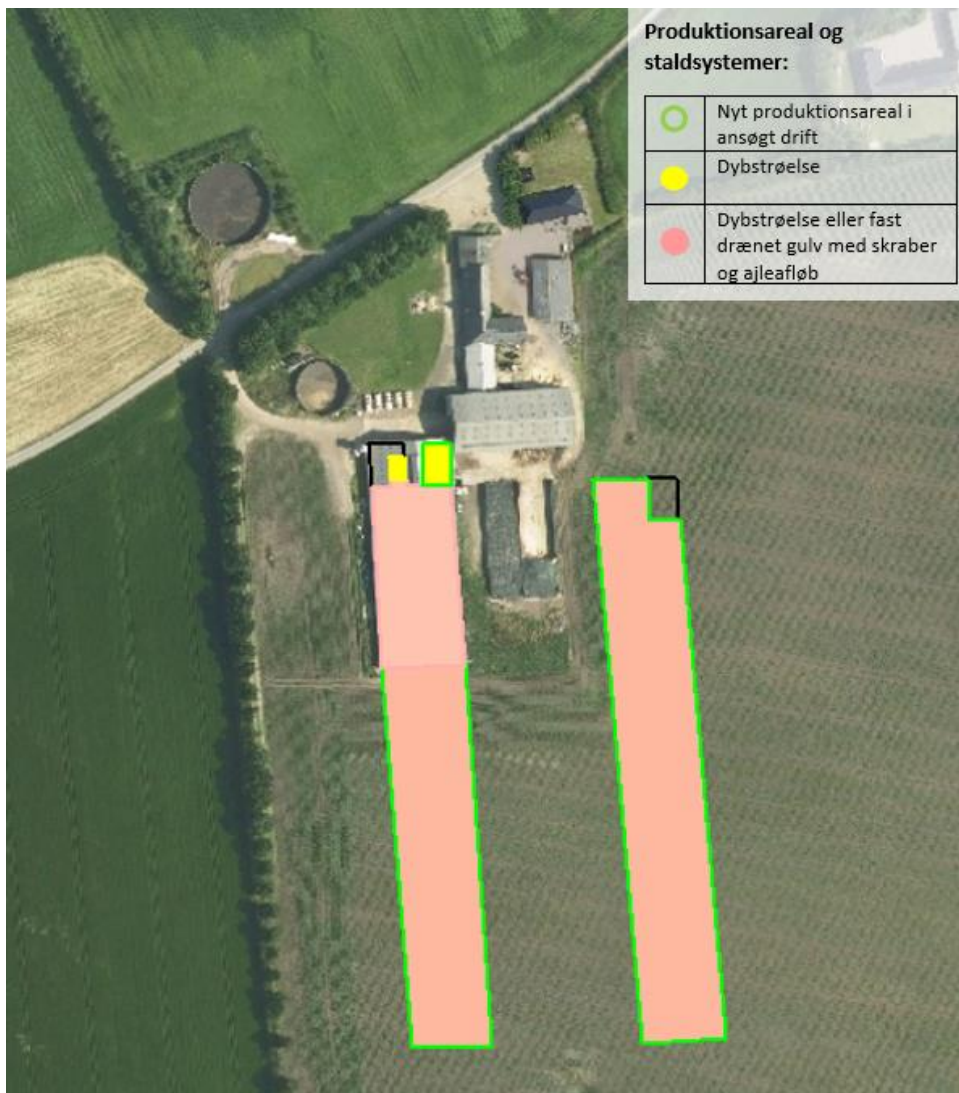 Produktionsareal og
staldsystemer:
Nyt produktionsareal i
ansøgt drift
Dybstrøelse
Dybstrøelse eller fast
drænet gulv med skraber
og ajleafløb